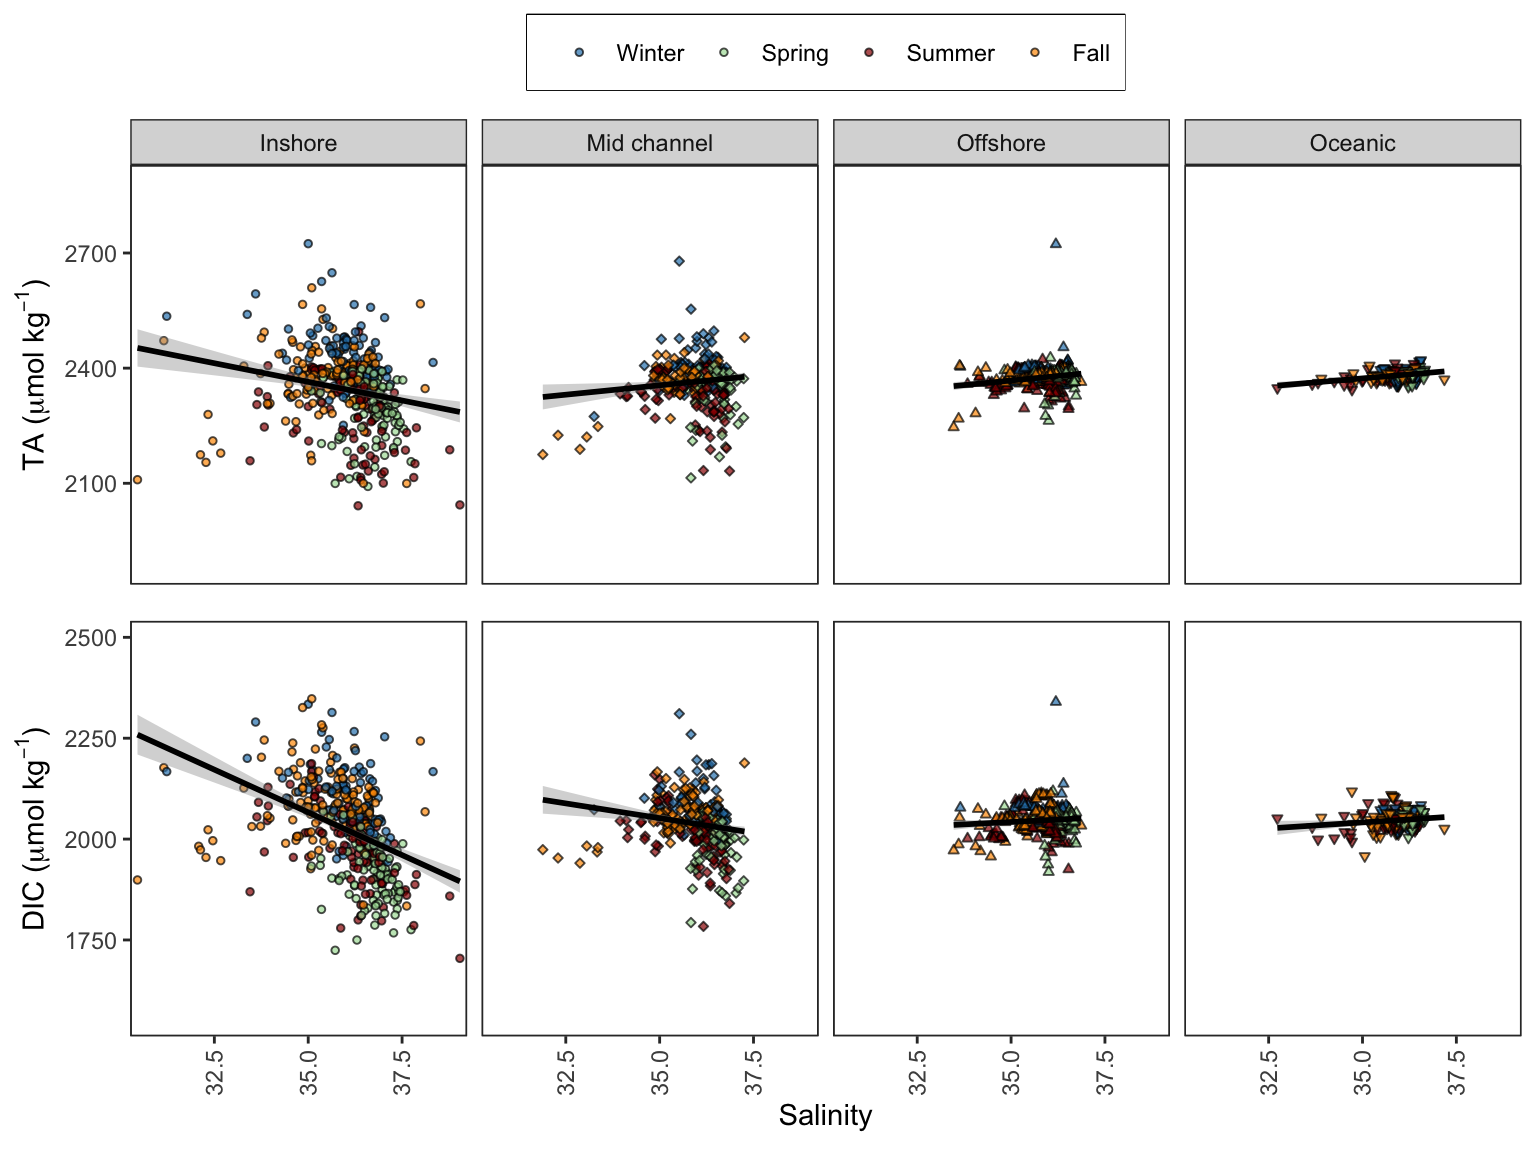 Winter Spring Summer Fall
Inshore Mid channel Offshore Oceanic
TA (μmol kg⁻¹)
2700
2400
2100
DIC (μmol kg⁻¹)
2500
2250
2000
1750
32.5 35.0 37.5 32.5 35.0 37.5 32.5 35.0 37.5 32.5 35.0 37.5
Salinity